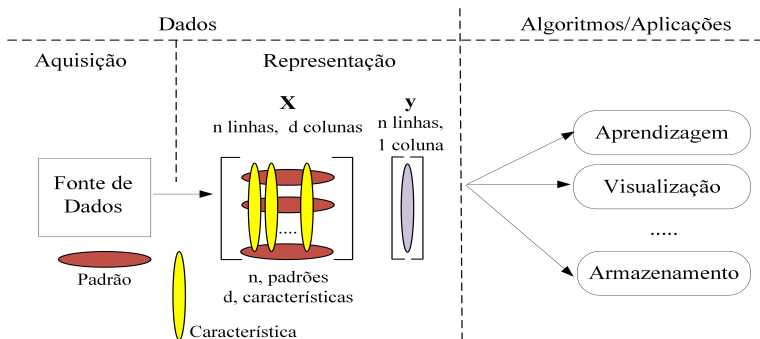 Dados
Algoritmos/Aplicações
Aquisição
Representação
X
n linhas, d colunas
y
n linhas,
1 coluna
Fonte de
Dados
....
n, padrões
d, características
Padrão
Característica
Aprendizagem
Visualização
.....
Armazenamento